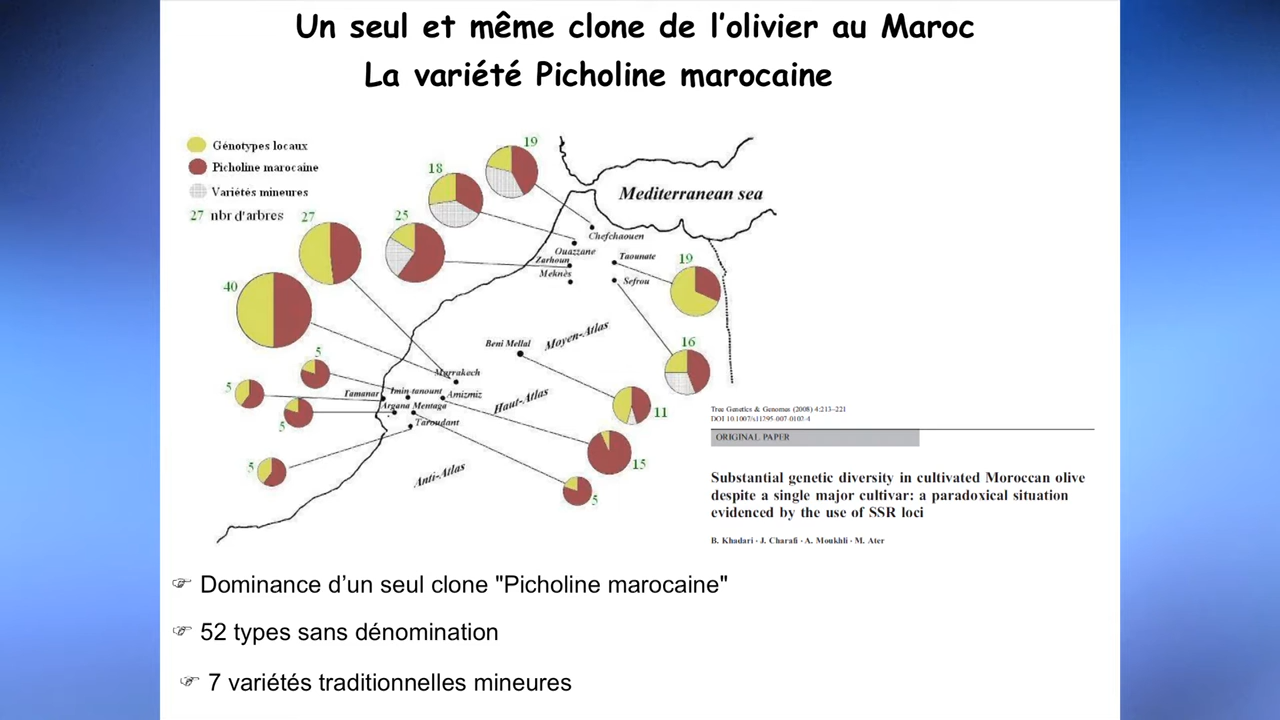 Un seul et même clone de l'olivier au Maroc
La variété Picholine marocaine
Génotypes locaux
Picholine marocaine
Variétés mineures
27 nbr d'arbres
19
18
27
25
40
5
5
5
5
Mediterranean sea
Chefchaouen
Ouazzane
Zarhoun
Meknès
Taounate
19
Sefrou
16
Moyen-Atlas
Beni Mellal
Marrakech
Tamanar
Imin-tanount
Amizmiz
Argana Mentaga
Haut-Atlas
Taroudant
11
Anti-Atlas
15
5
Tree Genetics & Genomes (2008) 4:213–221
DOI 10.1007/s11295-007-0102-4
ORIGINAL PAPER
Substantial genetic diversity in cultivated Moroccan olive
despite a single major cultivar: a paradoxical situation
evidenced by the use of SSR loci
B. Khadari · J. Charafi · A. Moukhli · M. Ater
☞ Dominance d’un seul clone "Picholine marocaine"
☞ 52 types sans dénomination
☞ 7 variétés traditionnelles mineures